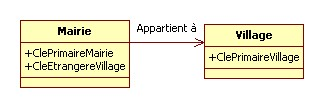 Mairie
+ClePrimaireMairie
+CleEtrangereVillage
Appartient à
Village
+ClePrimaireVillage